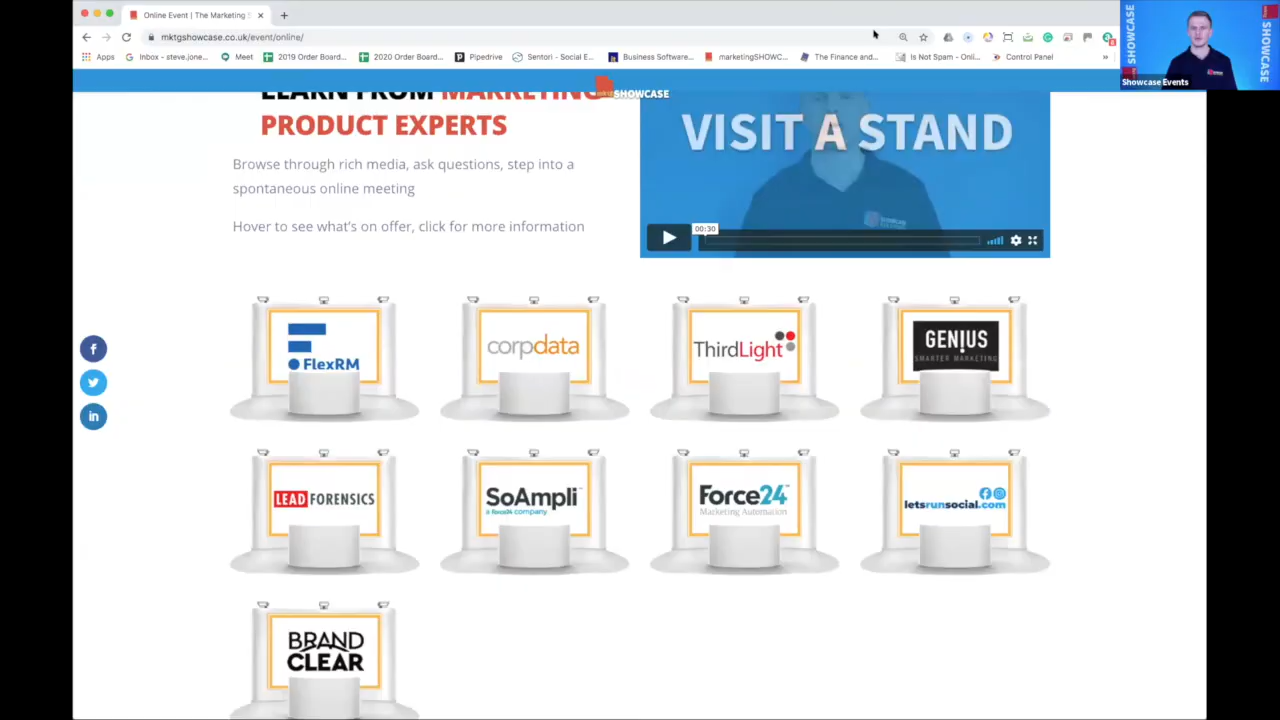 Online Event | The Marketing S
mktgshowcase.co.uk/event/online/
Apps
Inbox - steve.jone...
Meet
2019 Order Board...
2020 Order Board...
Pipedrive
Sentori - Social E...
Business Software...
marketingSHOWC...
The Finance and...
Is Not Spam - Onli...
Control Panel
SHOWCASE
SHOWCASE
Showcase Events
SHOWCASE
LEARN FROM MARKETING
PRODUCT EXPERTS
Browse through rich media, ask questions, step into a
spontaneous online meeting
Hover to see what's on offer, click for more information
VISIT A STAND
00:30
FlexRM
corpdata
ThirdLight
GENIUS
SMARTER MARKETING
LEAD FORENSICS
SoAmpli
a force24 company
Force24
Marketing Automation
letsrunsocial.com
BRAND
CLEAR